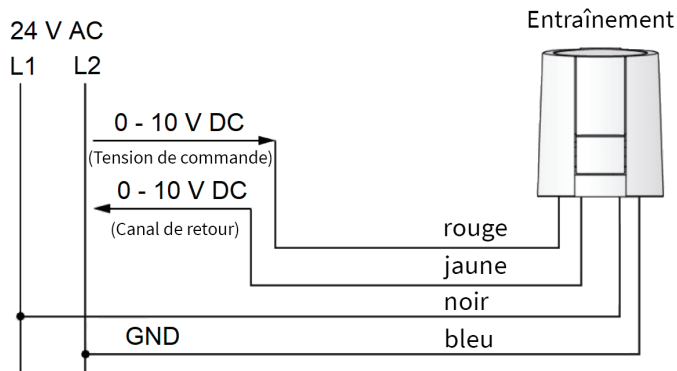 Entraînement
24 V AC
L1 L2
0 - 10 V DC
(Tension de commande)
0 - 10 V DC
(Canal de retour)
rouge
jaune
noir
GND
bleu